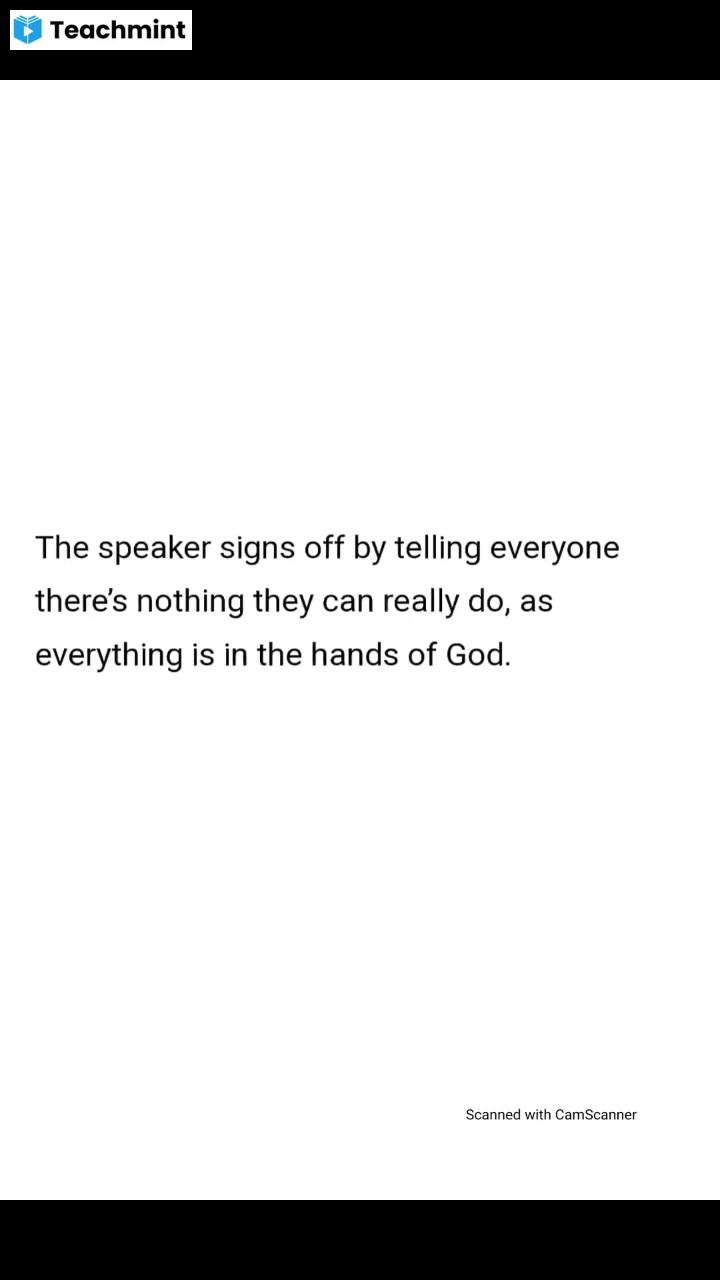 Teachmint
The speaker signs off by telling everyone
there’s nothing they can really do, as
everything is in the hands of God.
Scanned with CamScanner